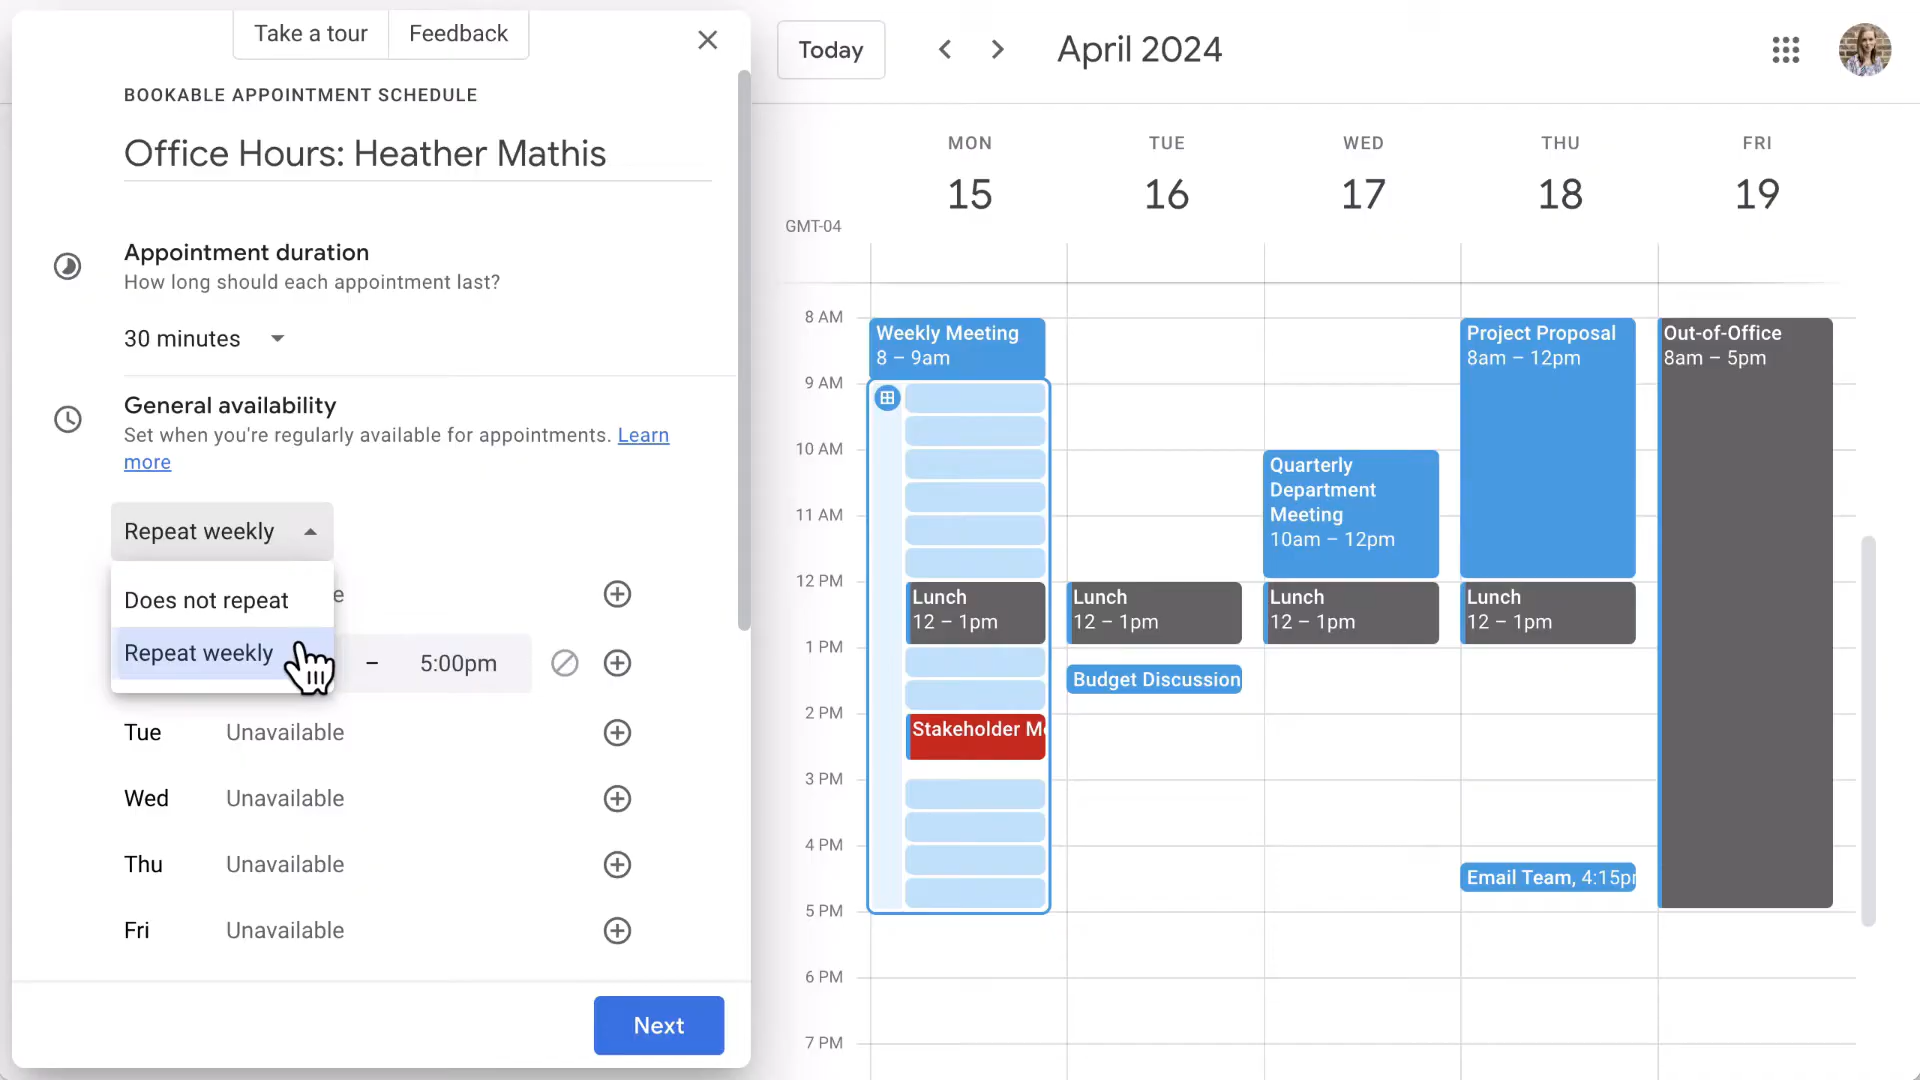 Take a tour
Feedback
BOOKABLE APPOINTMENT SCHEDULE
Office Hours: Heather Mathis
Appointment duration
How long should each appointment last?
30 minutes
General availability
Set when you're regularly available for appointments. Learn
more
Repeat weekly
Does not repeat
e
Repeat weekly
– 5:00pm
Tue Unavailable
Wed Unavailable
Thu Unavailable
Fri Unavailable
Next
Today
April 2024
MON TUE WED THU FRI
15 16 17 18 19
GMT-04
8 AM
9 AM
10 AM
11 AM
12 PM
1 PM
2 PM
3 PM
4 PM
5 PM
6 PM
7 PM
Weekly Meeting
8 – 9am
Lunch
12 – 1pm
Stakeholder M
Lunch
12 – 1pm
Budget Discussion
Quarterly
Department
Meeting
10am – 12pm
Lunch
12 – 1pm
Project Proposal
8am – 12pm
Lunch
12 – 1pm
Email Team, 4:15p
Out-of-Office
8am – 5pm